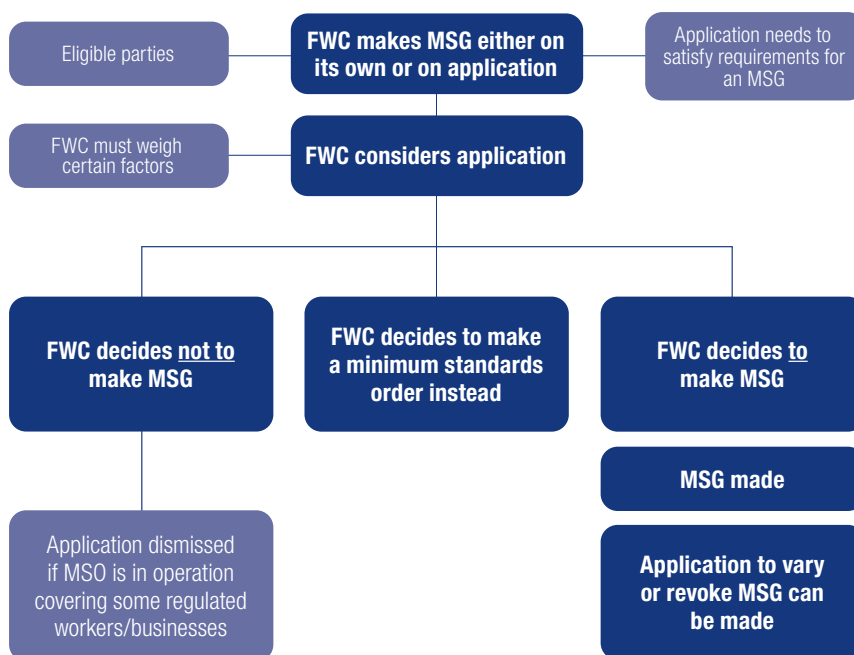 Eligible parties
FWC makes MSG either on
its own or on application
Application needs to
satisfy requirements for
an MSG
FWC must weigh
certain factors
FWC considers application
FWC decides not to
make MSG
FWC decides to make
a minimum standards
order instead
FWC decides to
make MSG
MSG made
Application dismissed
if MSO is in operation
covering some regulated
workers/businesses
Application to vary
or revoke MSG can
be made